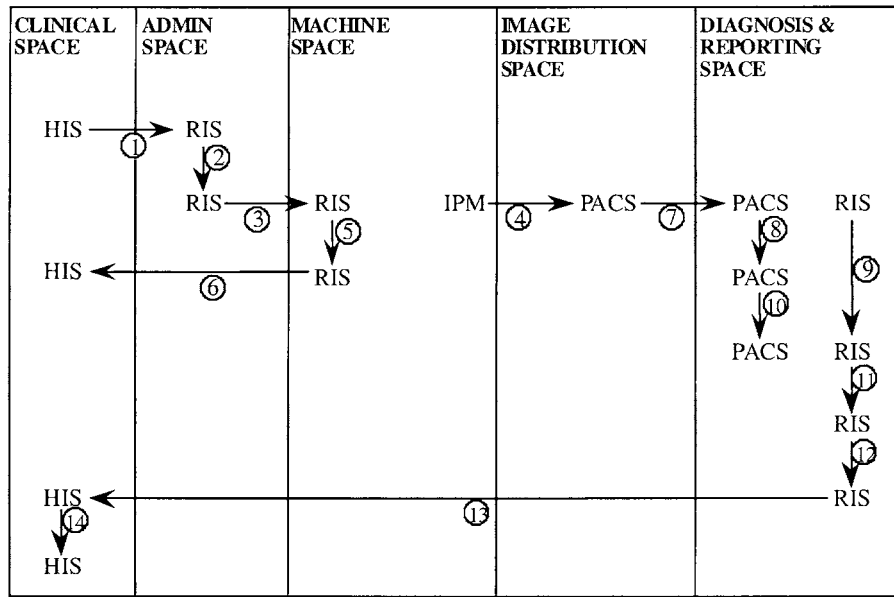 CLINICAL
SPACE
ADMIN
SPACE
MACHINE
SPACE
IMAGE
DISTRIBUTION
SPACE
DIAGNOSIS &
REPORTING
SPACE
HIS
1
RIS
2
RIS
3
RIS
IPM
4
PACS
7
PACS
RIS
5
8
9
HIS
6
RIS
PACS
10
PACS
RIS
11
RIS
12
HIS
13
RIS
14
HIS